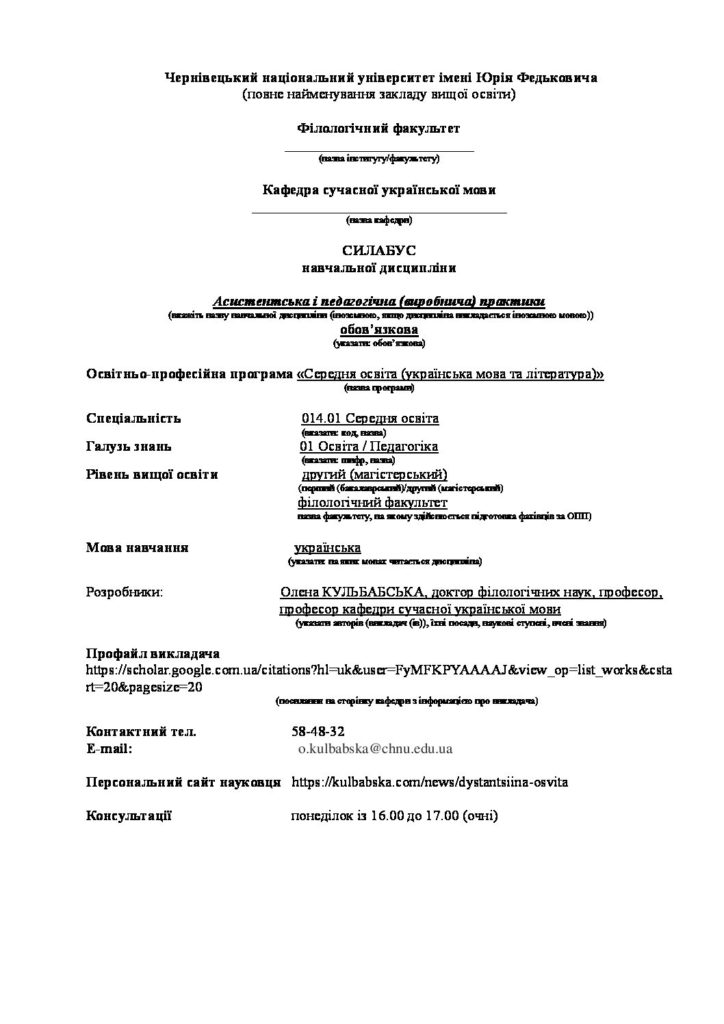 Чернівецький національний університет імені Юрія Федьковича
(повне найменування закладу вищої освіти)
Філологічний факультет
(назва інституту/факультету)
Кафедра сучасної української мови
(назва кафедри)
СИЛАБУС
навчальної дисципліни
Асистентська і педагогічна (виробнича) практики
(вкажіть назву навчальної дисципліни (іноземною, якщо дисципліна викладається іноземною мовою))
обов’язкова
(указати: обов’язкова)
Освітньо-професійна програма «Середня освіта (українська мова та література)»
(назва програми)
Спеціальність 014.01 Середня освіта
(вказати: код, назва)
Галузь знань 01 Освіта / Педагогіка
(вказати: шифр, назва)
Рівень вищої освіти другий (магістерський)
(перший (бакалаврський)/другий (магістерський)
філологічний факультет
назва факультету, на якому здійснюється підготовка фахівців за ОПП)
Мова навчання українська
(указати: на яких мовах читається дисципліна)
Розробники: Олена КУЛЬБАБСЬКА, доктор філологічних наук, професор,
професор кафедри сучасної української мови
(указати авторів (викладач (ів)), їхні посади, наукові ступені, вчені звання)
Профайл викладача
https://scholar.google.com.ua/citations?hl=uk&user=FyMFKPYAAAAJ&view_op=list_works&csta
rt=20&pagesize=20
(посилання на сторінку кафедри з інформацією про викладача)
Контактний тел. 58-48-32
E-mail: o.kulbabska@chnu.edu.ua
Персональний сайт науковця https://kulbabska.com/news/dystantsiina-osvita
Консультації понеділок із 16.00 до 17.00 (очні)